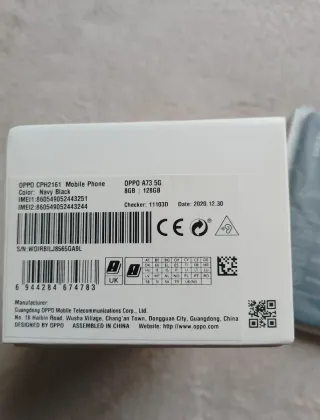 OPPO CPH2161 Mobile Phone
Color: Navy Black
IMEI1:860549052443251
IMEI2:860549052443244
OPPO A73 5G
8GB | 128GB
Checker: 11103D
Date: 2020.12.30
CE
S/N:WOIRBILJ8565GA9L
6 944284 674783
UK
Manufacturer:
Guangdong OPPO Mobile Telecommunications Corp., Ltd.
No. 18 Haibin Road, Wusha Village, Chang'an Town, Dongguan City, Guangdong, China
DESIGNED BY OPPO ASSEMBLED IN CHINA Website: http://www.oppo.com